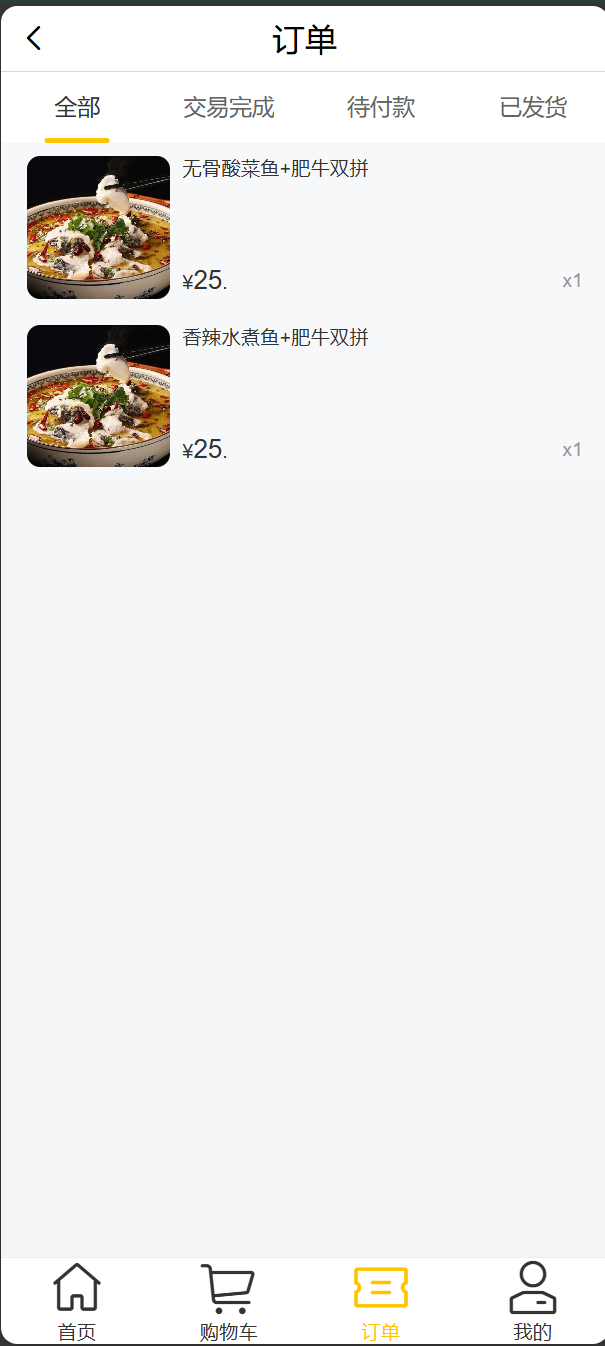 订单
全部 交易完成 待付款 已发货
无骨酸菜鱼+肥牛双拼
¥25. x1
香辣水煮鱼+肥牛双拼
¥25. x1
首页 购物车 订单 我的